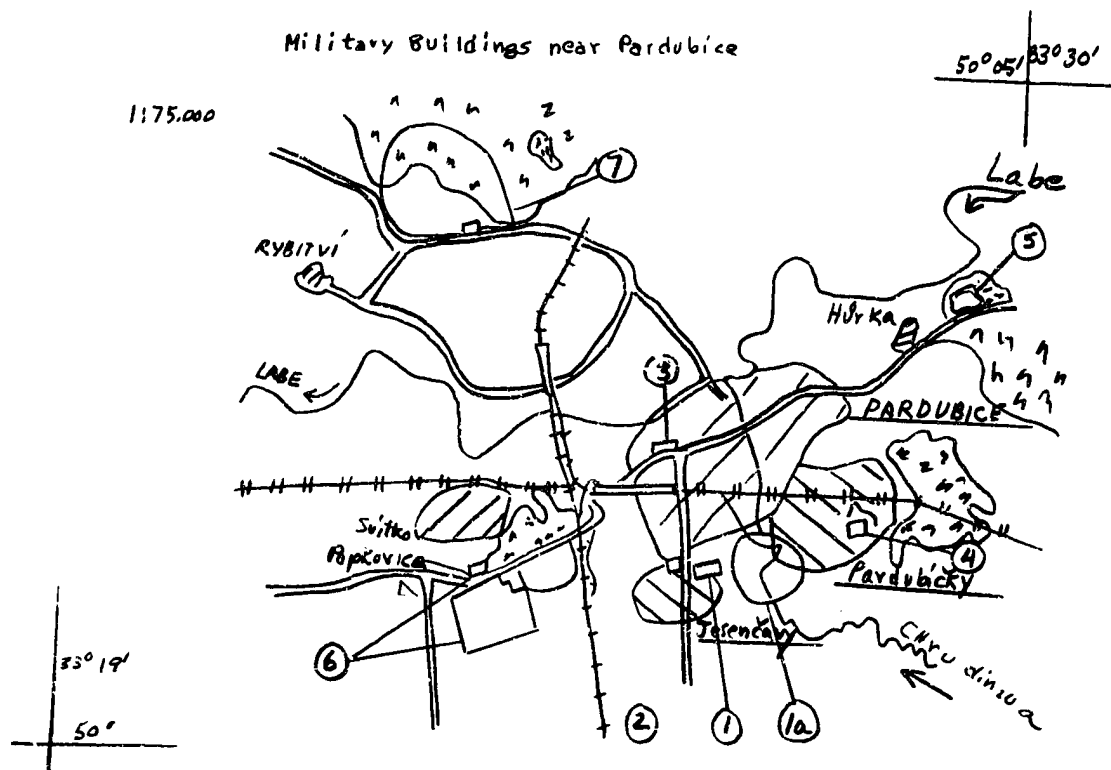 Military Buildings near Pardubice
50° 05' 33° 30'
1:75.000
7
Labe
RYBITVÍ
5
Hůrka
LABE
3
PARDUBICE
Svítko
Popkovice
4
Pardubičky
Jesenčany
Chrudimka
6
33° 19'
50°
2
1
1a